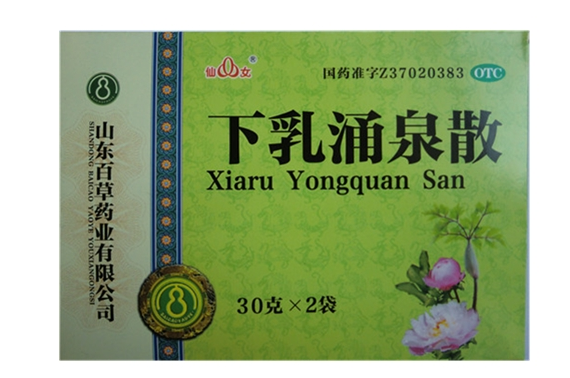 仙女®
国药准字Z37020383 OTC
下乳涌泉散
Xiaru Yongquan San
30克×2袋
山东百草药业有限公司
SHANDONG BAICAO YAOYE YOUXIANGONGSI